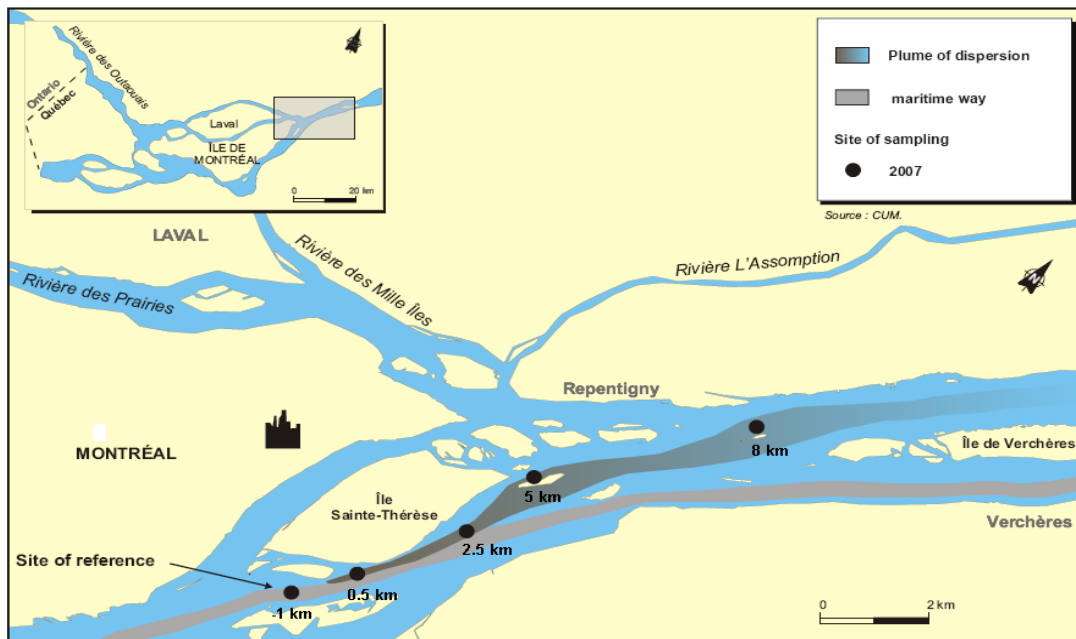 Rivière des Outaouais
Ontario
Québec
Laval
ÎLE DE
MONTRÉAL
0 20 km
Plume of dispersion
maritime way
Site of sampling
2007
Source : CUM.
LAVAL
Rivière des Prairies
Rivière des Mille Îles
Rivière L'Assomption
N
Repentigny
MONTRÉAL
8 km
Île de Verchères
5 km
Île
Sainte-Thérèse
2.5 km
Verchères
Site of reference
0.5 km
-1 km
0 2 km